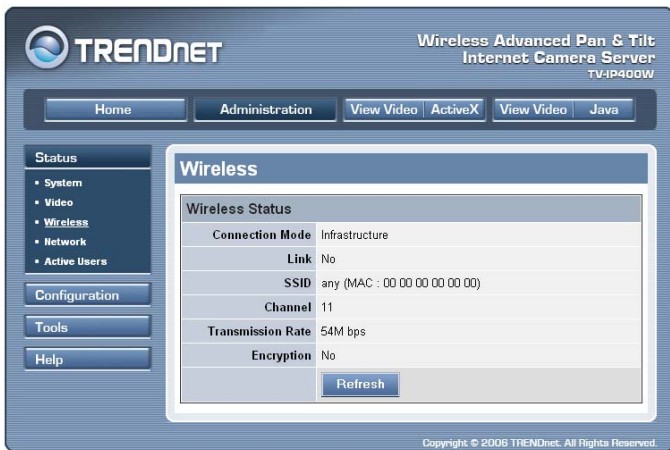 TRENDnet
Wireless Advanced Pan & Tilt
Internet Camera Server
TV-IP400W
Home
Administration
View Video ActiveX
View Video Java
Status
System
Video
Wireless
Network
Active Users
Configuration
Tools
Help
Wireless
Wireless Status
Connection Mode Infrastructure
Link No
SSID any (MAC : 00 00 00 00 00 00)
Channel 11
Transmission Rate 54M bps
Encryption No
Refresh
Copyright © 2006 TRENDnet. All Rights Reserved.